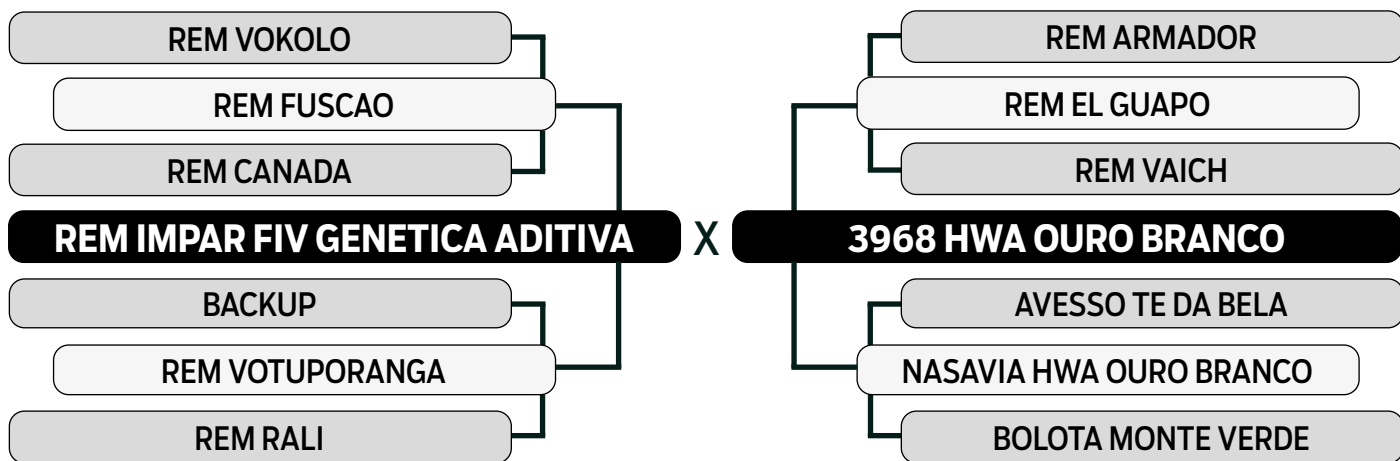 REM VOKOLO
REM FUSCAO
REM CANADA
REM IMPAR FIV GENETICA ADITIVA
BACKUP
REM VOTUPORANGA
REM RALI
X
REM ARMADOR
REM EL GUAPO
REM VAICH
3968 HWA OURO BRANCO
AVESSO TE DA BELA
NASAVIA HWA OURO BRANCO
BOLOTA MONTE VERDE